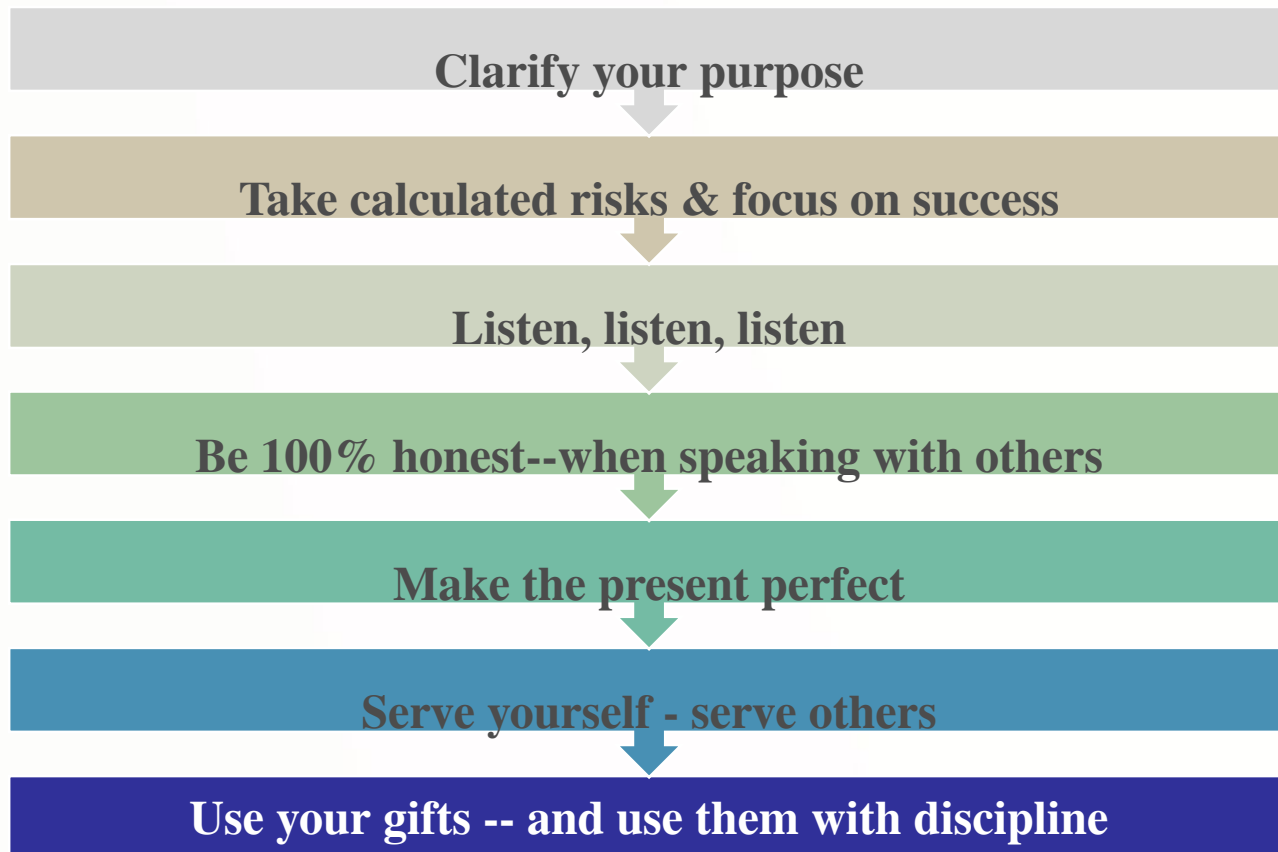 Clarify your purpose
Take calculated risks & focus on success
Listen, listen, listen
Be 100% honest--when speaking with others
Make the present perfect
Serve yourself - serve others
Use your gifts -- and use them with discipline